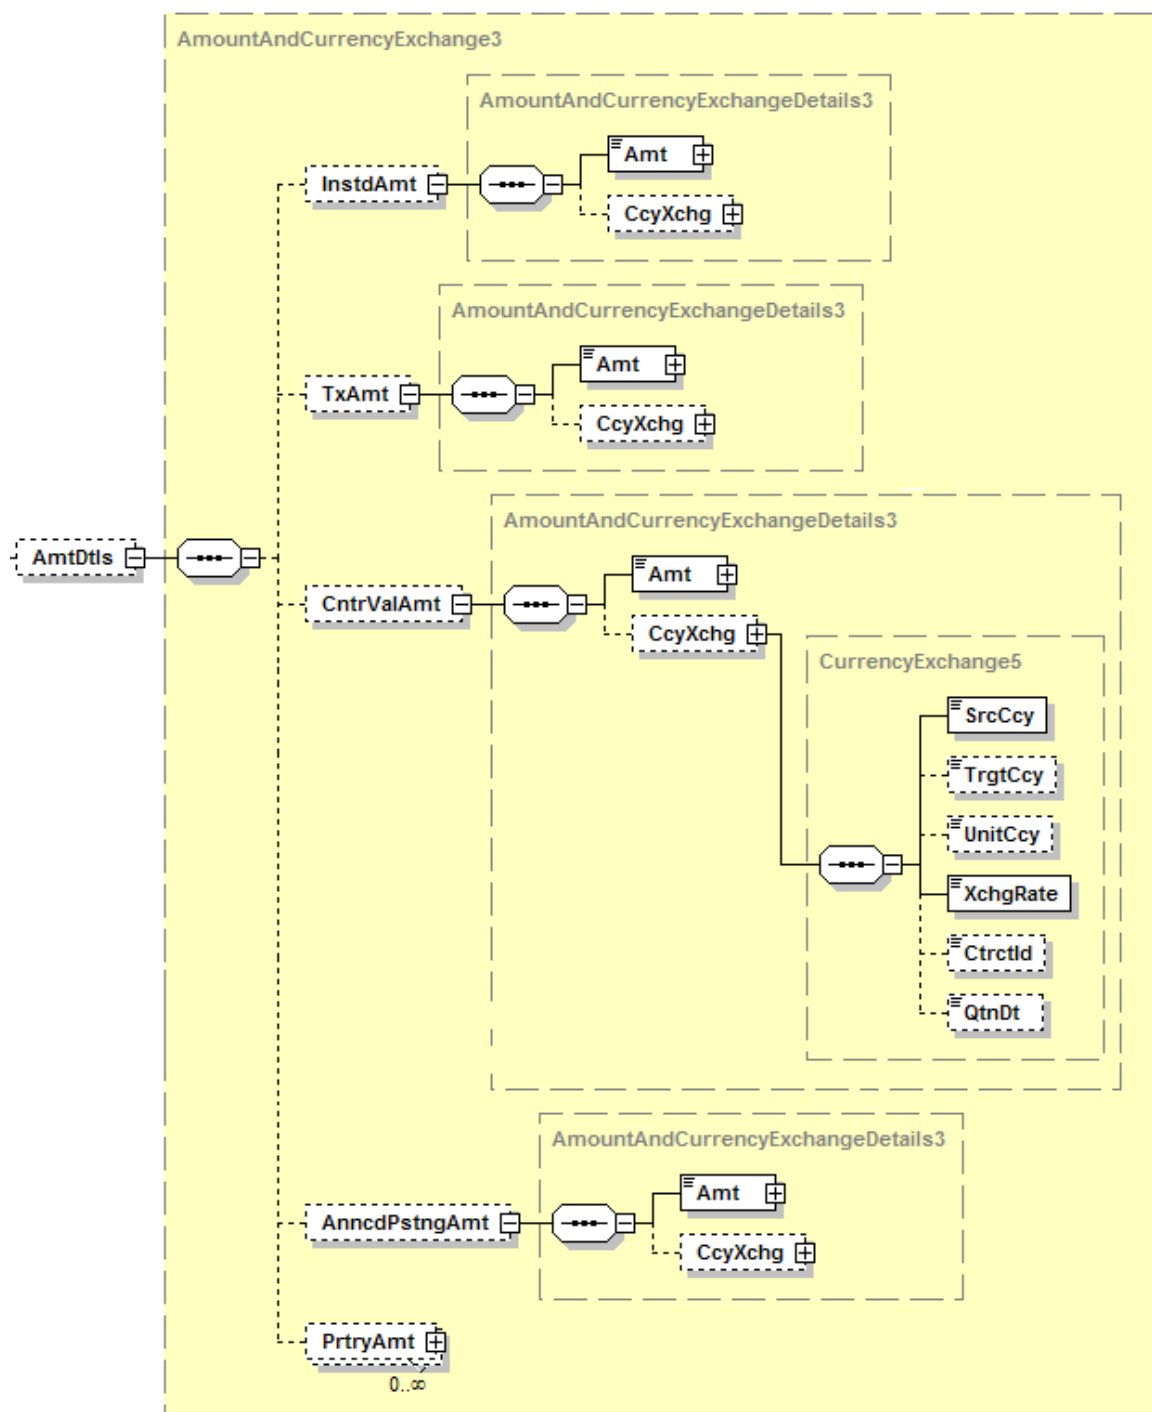 AmountAndCurrencyExchange3
AmountAndCurrencyExchangeDetails3
Amt
InstdAmt
CcyXchg
AmountAndCurrencyExchangeDetails3
Amt
TxAmt
CcyXchg
AmountAndCurrencyExchangeDetails3
AmtDtls
Amt
CntrValAmt
CcyXchg
CurrencyExchange5
SrcCcy
TrgtCcy
UnitCcy
XchgRate
CtrctId
QtnDt
AmountAndCurrencyExchangeDetails3
Amt
AnncdPstngAmt
CcyXchg
PrtryAmt
0..∞